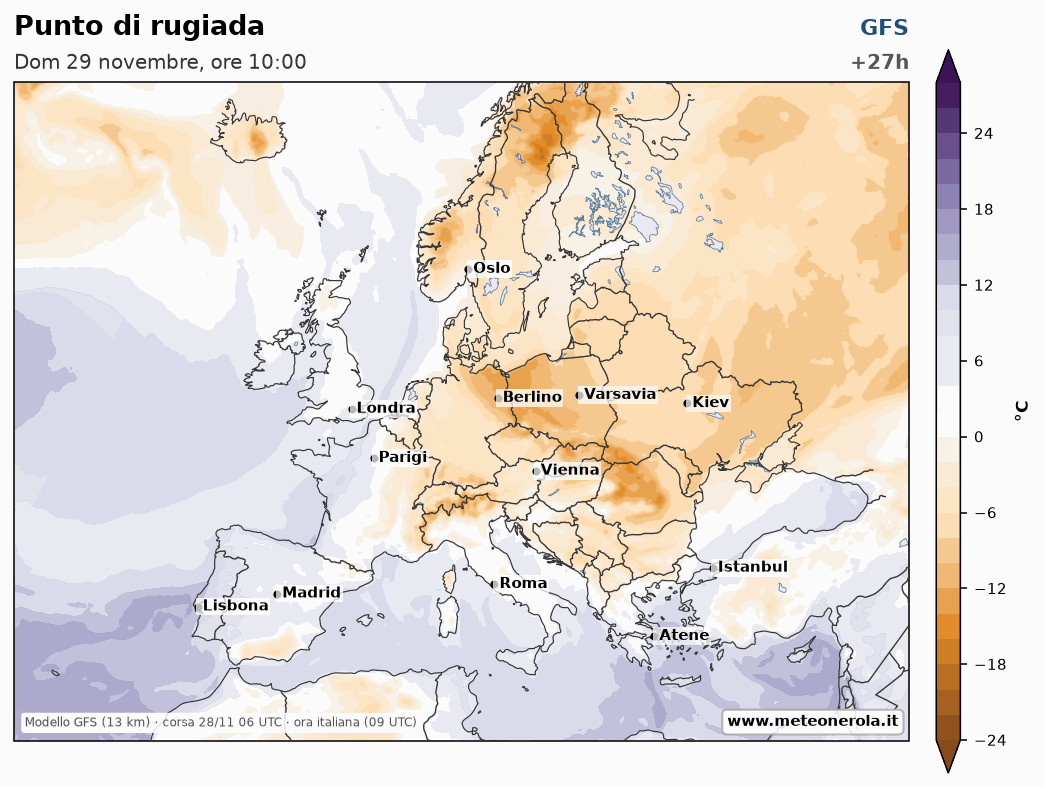 Punto di rugiada
GFS
Dom 29 novembre, ore 10:00
+27h
Oslo
Londra
Berlino
Varsavia
Kiev
Parigi
Vienna
Madrid
Lisbona
Roma
Istanbul
Atene
24
18
12
6
0
−6
−12
−18
−24
°C
Modello GFS (13 km) · corsa 28/11 06 UTC · ora italiana (09 UTC)
www.meteonerola.it